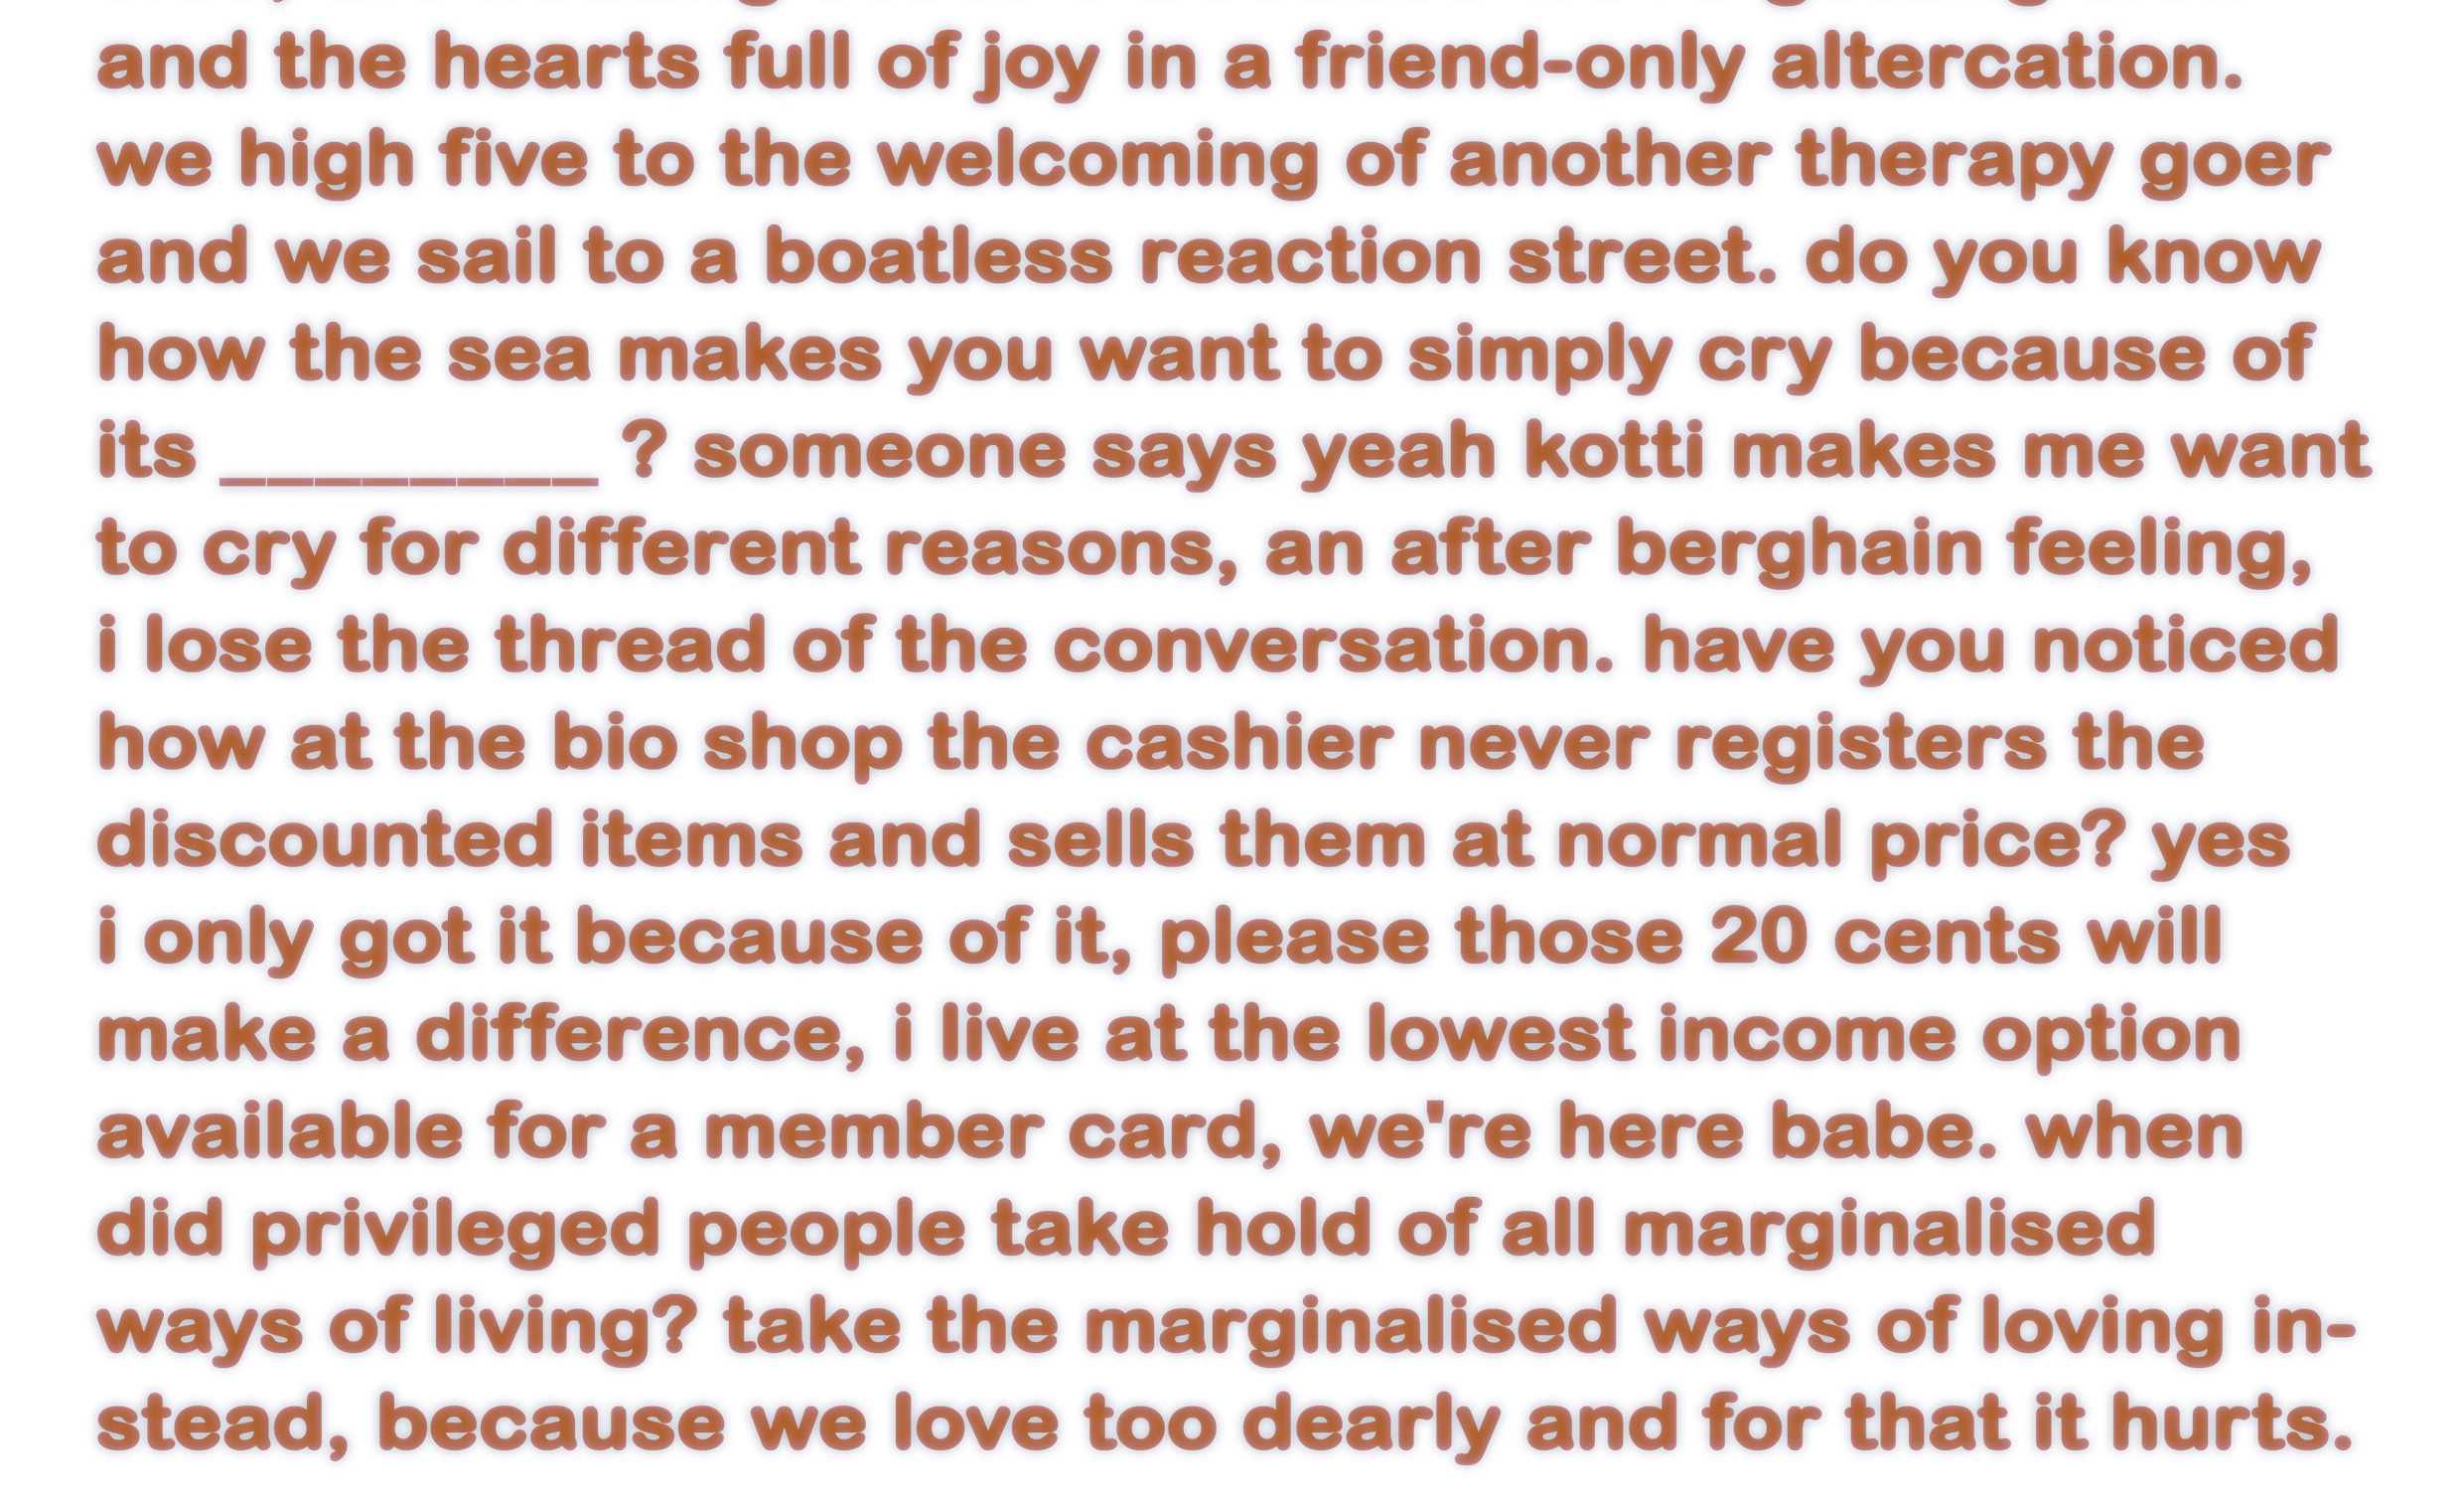 and the hearts full of joy in a friend-only altercation.
we high five to the welcoming of another therapy goer
and we sail to a boatless reaction street. do you know
how the sea makes you want to simply cry because of
its ________ ? someone says yeah kotti makes me want
to cry for different reasons, an after berghain feeling,
i lose the thread of the conversation. have you noticed
how at the bio shop the cashier never registers the
discounted items and sells them at normal price? yes
i only got it because of it, please those 20 cents will
make a difference, i live at the lowest income option
available for a member card, we're here babe. when
did privileged people take hold of all marginalised
ways of living? take the marginalised ways of loving in-
stead, because we love too dearly and for that it hurts.